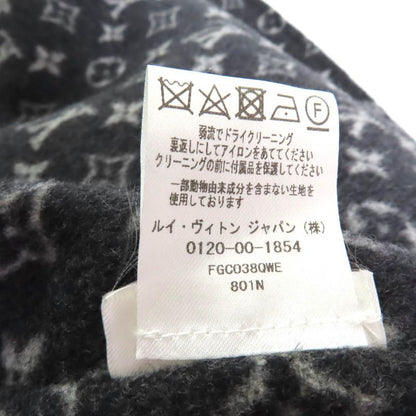 F
弱流でドライクリーニング
裏返しにしてアイロンをあててください
クリーニングの前に付属品を保護してください
一部動物由来成分を含まない生地を
使用しております
ルイ・ヴィトン ジャパン (株)
0120-00-1854
FGC038QWE
801N